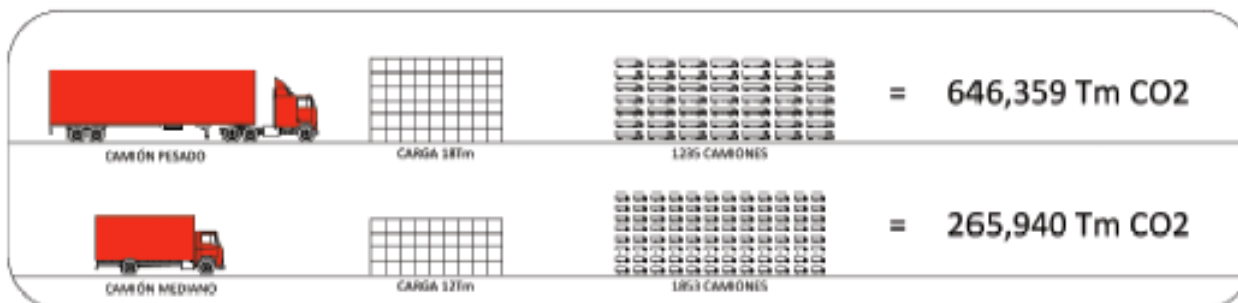 = 646,359 Tm CO2
CAMIÓN PESADO CARGA 18Tm 1235 CAMIONES
= 265,940 Tm CO2
CAMIÓN MEDIANO CARGA 12Tm 1853 CAMIONES